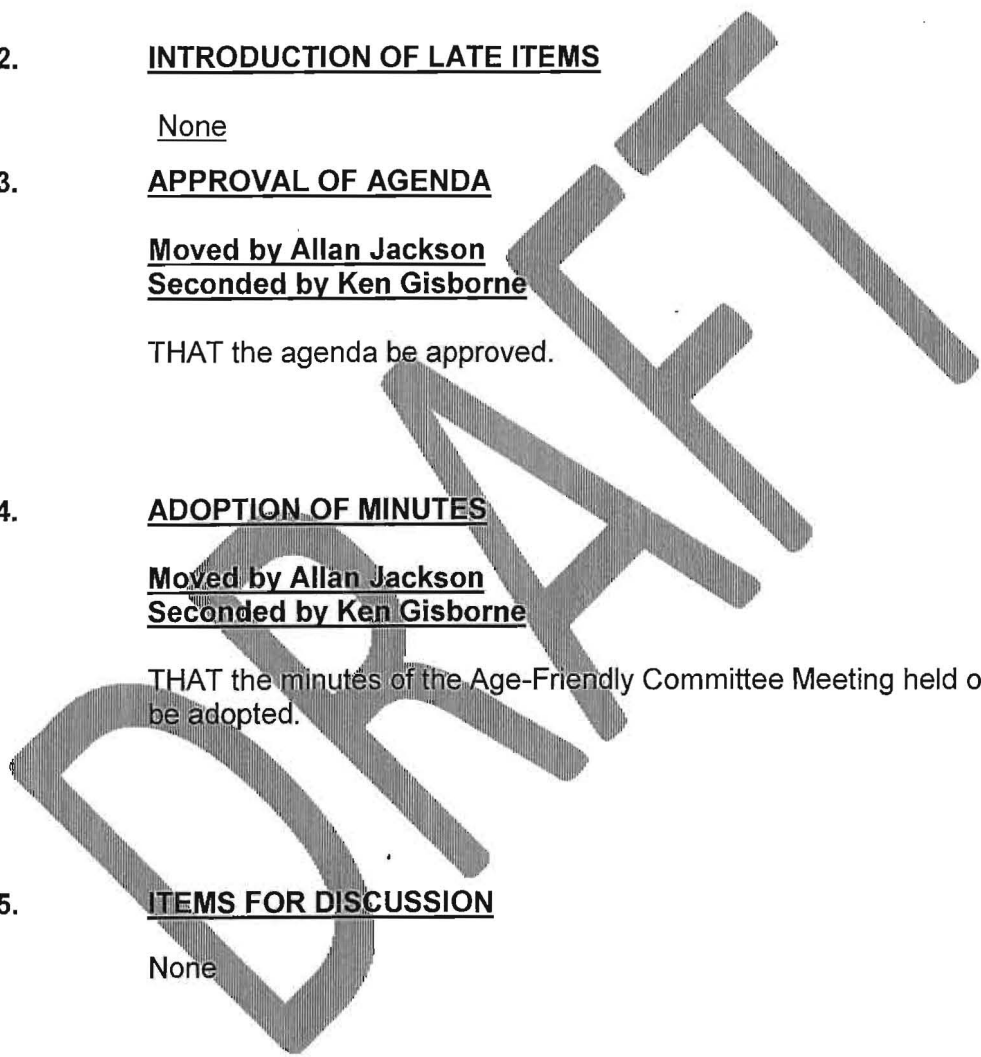 2. INTRODUCTION OF LATE ITEMS
None
3. APPROVAL OF AGENDA
Moved by Allan Jackson
Seconded by Ken Gisborne
THAT the agenda be approved.
4. ADOPTION OF MINUTES
Moved by Allan Jackson
Seconded by Ken Gisborne
THAT the minutes of the Age-Friendly Committee Meeting held
be adopted.
5. ITEMS FOR DISCUSSION
None
DRAFT